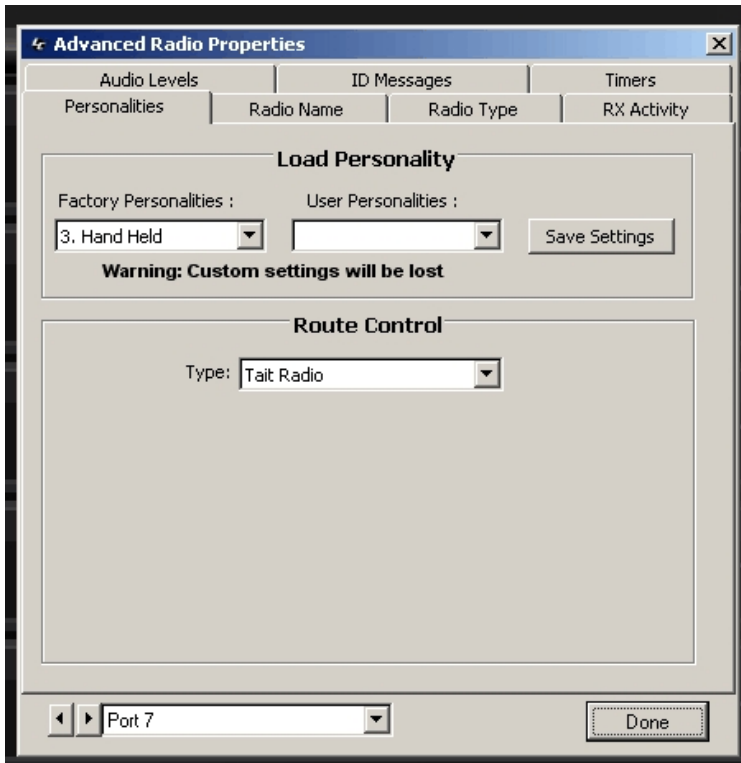 Advanced Radio Properties
Audio Levels ID Messages Timers
Personalities Radio Name Radio Type RX Activity
Load Personality
Factory Personalities : User Personalities :
3. Hand Held Save Settings
Warning: Custom settings will be lost
Route Control
Type: Tait Radio
Port 7 Done